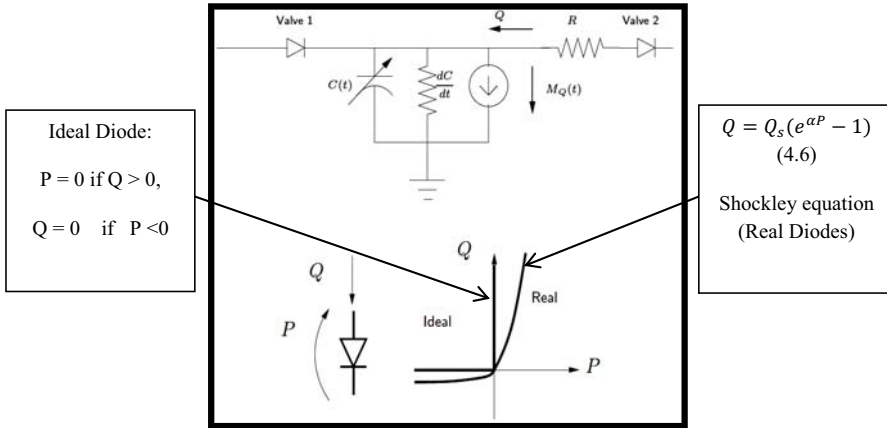 Valve 1
Q
R
Valve 2
C(t)
dC
dt
M_Q(t)
Ideal Diode:
P = 0 if Q > 0,
Q = 0 if P <0
Q = Q_s(e^{αP} − 1)
(4.6)
Shockley equation
(Real Diodes)
Q
Q
P
Ideal
Real
P